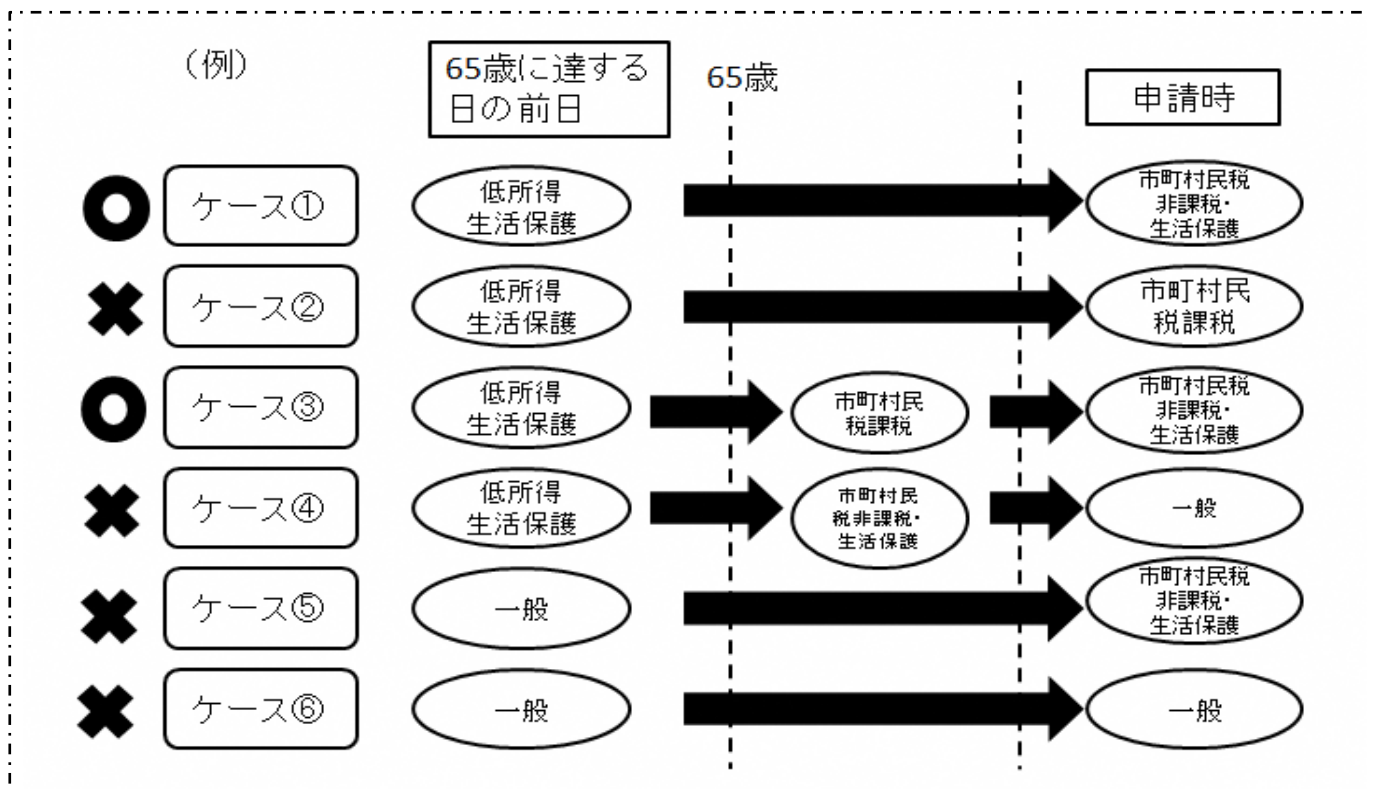 （例）
65歳に達する
日の前日
65歳
申請時
ケース①
低所得
生活保護
市町村民税
非課税・
生活保護
ケース②
低所得
生活保護
市町村民
税課税
ケース③
低所得
生活保護
市町村民
税課税
市町村民税
非課税・
生活保護
ケース④
低所得
生活保護
市町村民
税非課税・
生活保護
一般
ケース⑤
一般
市町村民税
非課税・
生活保護
ケース⑥
一般
一般